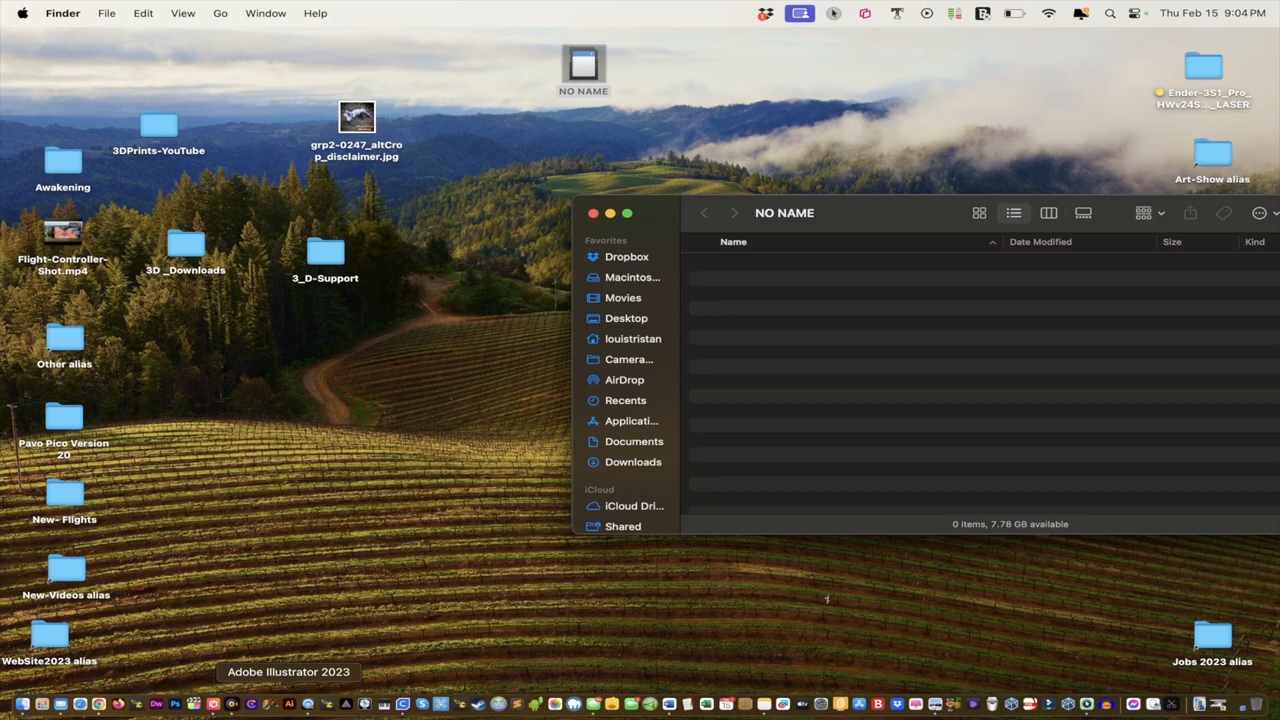 Finder File Edit View Go Window Help
Thu Feb 15 9:04 PM
NO NAME
Ender-3S1_Pro_
HWv24S..._LASER
grp2-0247_altCro
p_disclaimer.jpg
3DPrints-YouTube
Awakening
Art-Show alias
Flight-Controller-
Shot.mp4
3D _Downloads
3_D-Support
Other alias
Pavo Pico Version
20
New- Flights
New-Videos alias
WebSite2023 alias
NO NAME
Name Date Modified Size Kind
Favorites
Dropbox
Macintos...
Movies
Desktop
louistristan
Camera...
AirDrop
Recents
Applicati...
Documents
Downloads
iCloud
iCloud Dri...
Shared
0 items, 7.78 GB available
Jobs 2023 alias
Adobe Illustrator 2023
Dw
Ps
Ai